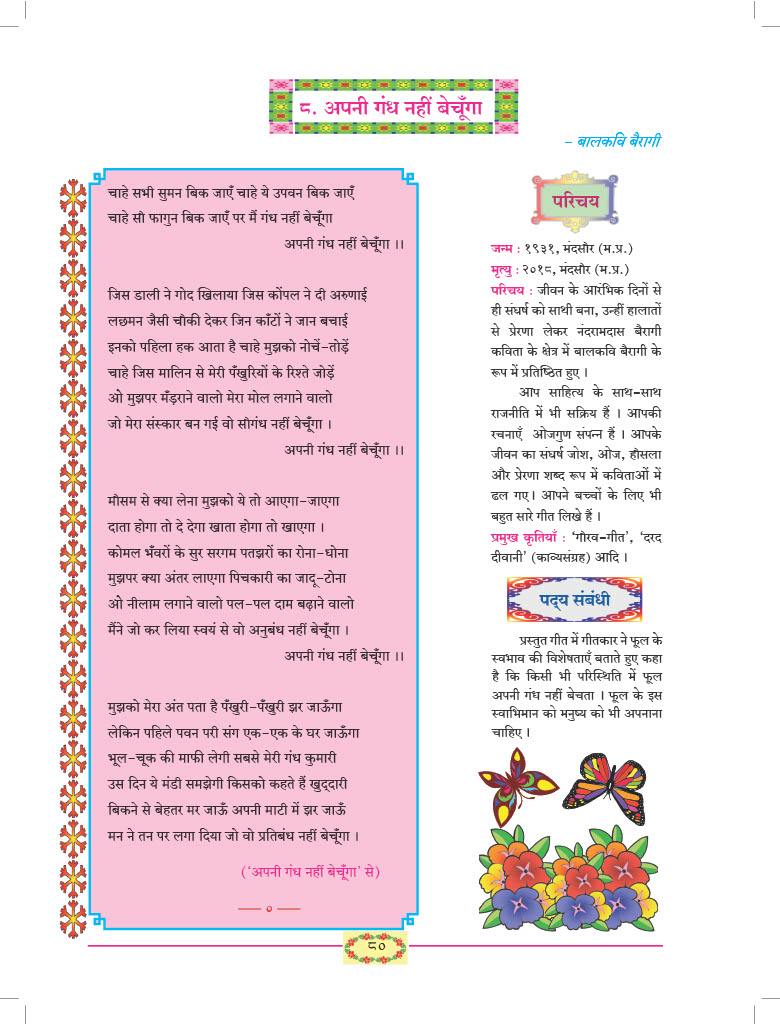 ८. अपनी गंध नहीं बेचूँगा
– बालकवि बैरागी
चाहे सभी सुमन बिक जाएँ चाहे ये उपवन बिक जाएँ
चाहे सौ फागुन बिक जाएँ पर मैं गंध नहीं बेचूँगा
अपनी गंध नहीं बेचूँगा ।।
जिस डाली ने गोद खिलाया जिस कोंपल ने दी अरुणाई
लछमन जैसी चौकी देकर जिन काँटों ने जान बचाई
इनको पहिला हक आता है चाहे मुझको नोचें-तोड़ें
चाहे जिस मालिन से मेरी पँखुरियों के रिश्ते जोड़ें
ओ मुझपर मँड़राने वालो मेरा मोल लगाने वालो
जो मेरा संस्कार बन गई वो सौगंध नहीं बेचूँगा ।
अपनी गंध नहीं बेचूँगा ।।
मौसम से क्या लेना मुझको ये तो आएगा-जाएगा
दाता होगा तो दे देगा खाता होगा तो खाएगा ।
कोमल भँवरों के सुर सरगम पतझरों का रोना-धोना
मुझपर क्या अंतर लाएगा पिचकारी का जादू-टोना
ओ नीलाम लगाने वालो पल-पल दाम बढ़ाने वालो
मैंने जो कर लिया स्वयं से वो अनुबंध नहीं बेचूँगा ।
अपनी गंध नहीं बेचूँगा ।।
मुझको मेरा अंत पता है पँखुरी-पँखुरी झर जाऊँगा
लेकिन पहिले पवन परी संग एक-एक के घर जाऊँगा
भूल-चूक की माफी लेगी सबसे मेरी गंध कुमारी
उस दिन ये मंडी समझेगी किसको कहते हैं खुद्दारी
बिकने से बेहतर मर जाऊँ अपनी माटी में झर जाऊँ
मन ने तन पर लगा दिया जो वो प्रतिबंध नहीं बेचूँगा ।
(‘अपनी गंध नहीं बेचूँगा’ से)
— ० —
परिचय
जन्म : १९३१, मंदसौर (म.प्र.)
मृत्यु : २०१८, मंदसौर (म.प्र.)
परिचय : जीवन के आरंभिक दिनों से
ही संघर्ष को साथी बना, उन्हीं हालातों
से प्रेरणा लेकर नंदरामदास बैरागी
कविता के क्षेत्र में बालकवि बैरागी के
रूप में प्रतिष्ठित हुए ।
आप साहित्य के साथ-साथ
राजनीति में भी सक्रिय हैं । आपकी
रचनाएँ ओजगुण संपन्न हैं । आपके
जीवन का संघर्ष जोश, ओज, हौसला
और प्रेरणा शब्द रूप में कविताओं में
ढल गए। आपने बच्चों के लिए भी
बहुत सारे गीत लिखे हैं ।
प्रमुख कृतियाँ : ‘गौरव-गीत’, ‘दरद
दीवानी’ (काव्यसंग्रह) आदि ।
पद्य संबंधी
प्रस्तुत गीत में गीतकार ने फूल के
स्वभाव की विशेषताएँ बताते हुए कहा
है कि किसी भी परिस्थिति में फूल
अपनी गंध नहीं बेचता । फूल के इस
स्वाभिमान को मनुष्य को भी अपनाना
चाहिए ।
८०